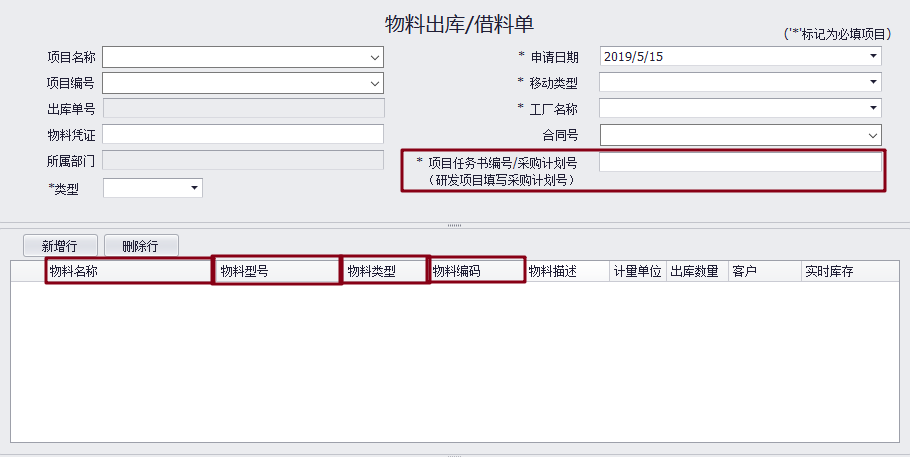 物料出库/借料单
('*'标记为必填项目)
项目名称
* 申请日期 2019/5/15
项目编号
* 移动类型
出库单号
* 工厂名称
物料凭证
合同号
所属部门
* 项目任务书编号/采购计划号
(研发项目填写采购计划号)
*类型
新增行 删除行
物料名称 物料型号 物料类型 物料编码 物料描述 计量单位 出库数量 客户 实时库存